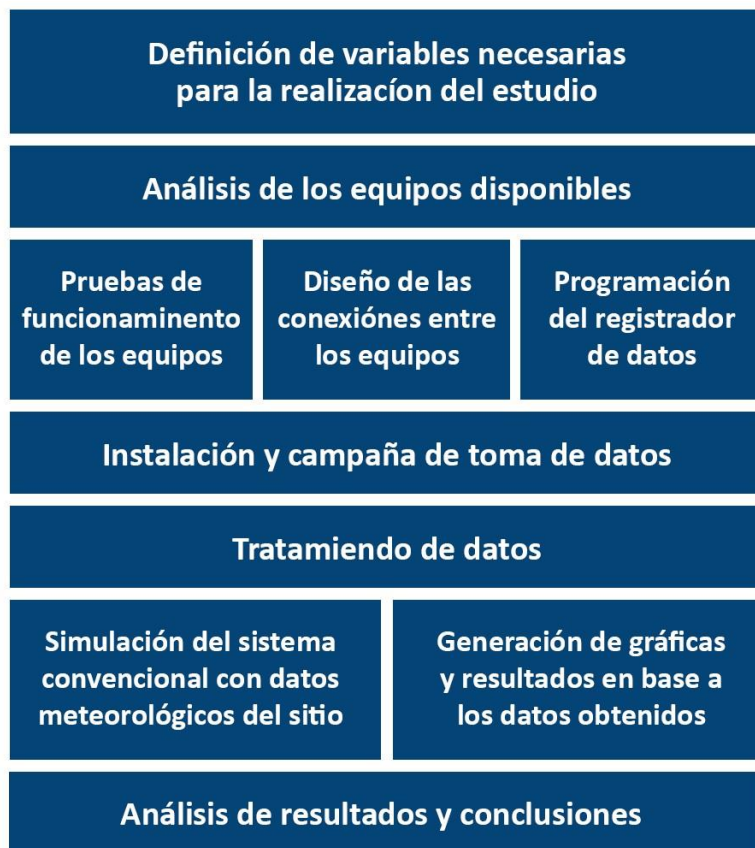 Definición de variables necesarias
para la realizacíon del estudio
Análisis de los equipos disponibles
Pruebas de
funcionaminento
de los equipos
Diseño de las
conexiónes entre
los equipos
Programación
del registrador
de datos
Instalación y campaña de toma de datos
Tratamiendo de datos
Simulación del sistema
convencional con datos
meteorológicos del sitio
Generación de gráficas
y resultados en base a
los datos obtenidos
Análisis de resultados y conclusiones